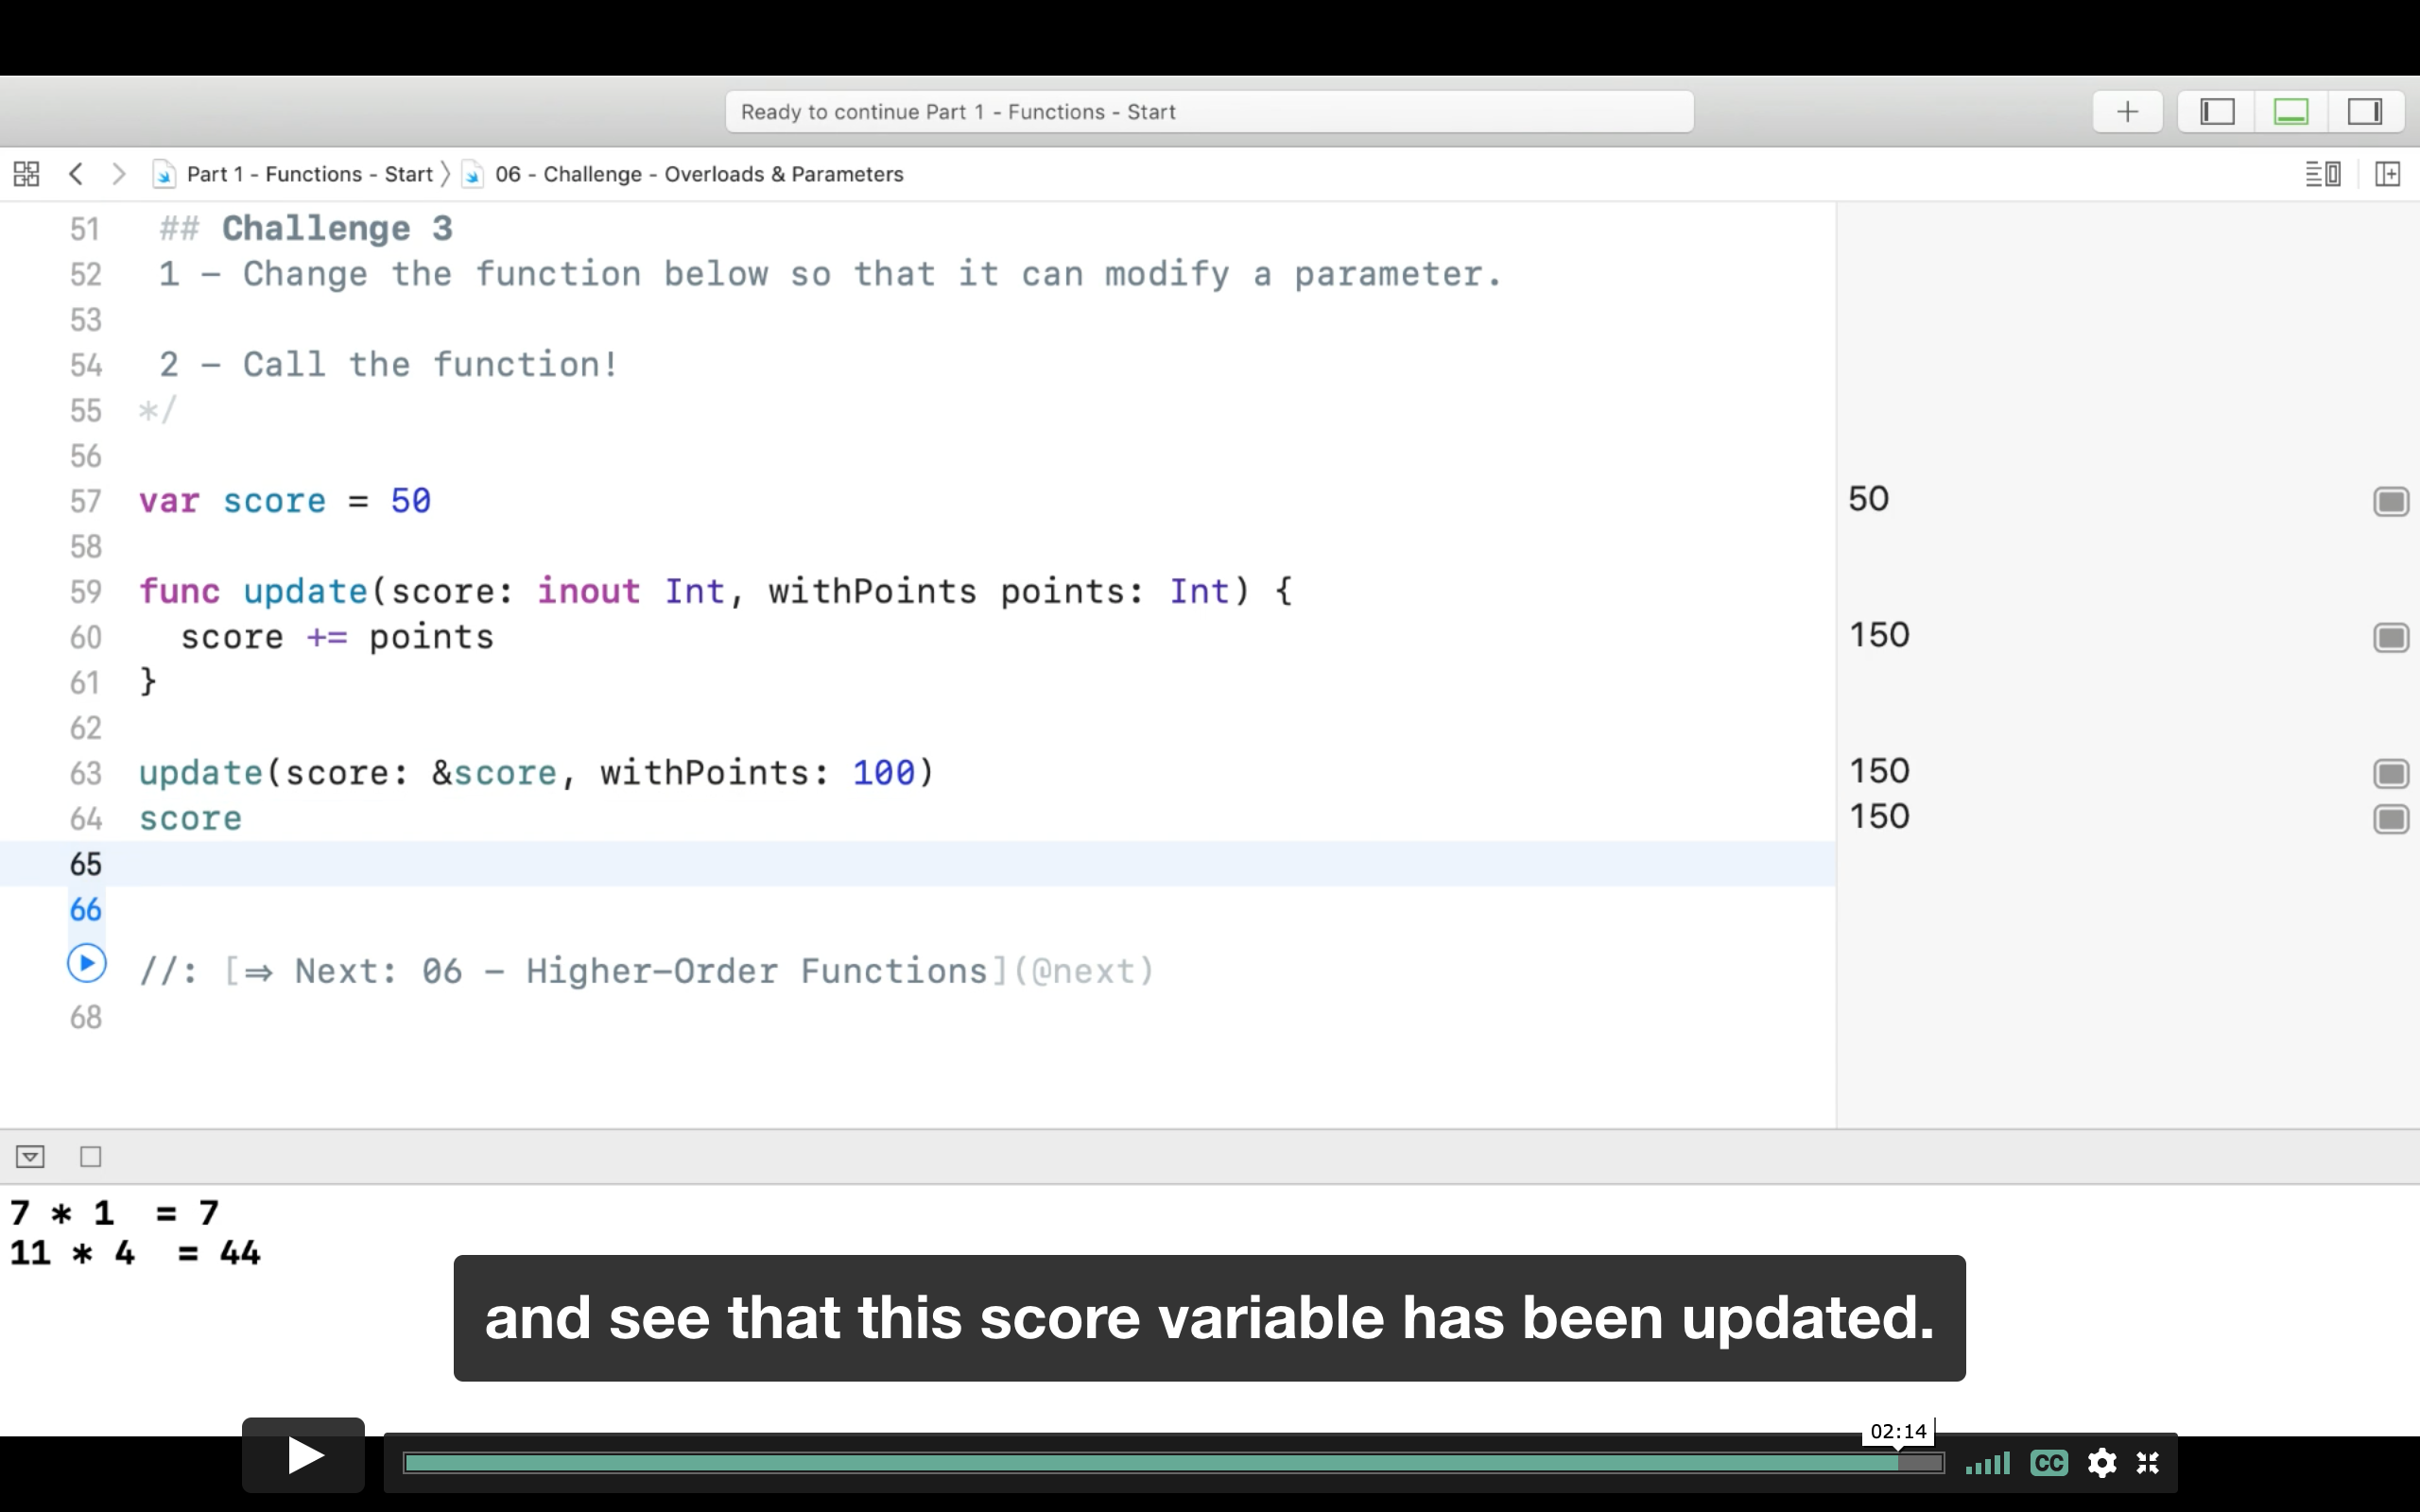 Ready to continue Part 1 - Functions - Start
Part 1 - Functions - Start 〉 06 - Challenge - Overloads & Parameters
51 ## Challenge 3
52 1 – Change the function below so that it can modify a parameter.
53
54 2 – Call the function!
55 */
56
57 var score = 50 50
58
59 func update(score: inout Int, withPoints points: Int) {
60 score += points 150
61 }
62
63 update(score: &score, withPoints: 100) 150
64 score 150
65
66
//: [⇒ Next: 06 – Higher-Order Functions](@next)
68
7 * 1  = 7
11 * 4  = 44
and see that this score variable has been updated.
02:14
CC